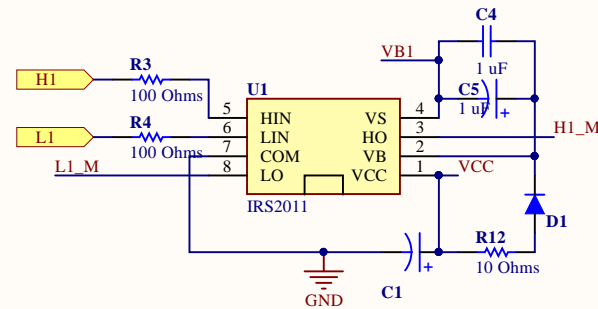 C4
VB1
1 uF
R3
H1
100 Ohms
U1
C5
1 uF
5
HIN
VS
4
R4
L1
100 Ohms
6
LIN
HO
3
H1_M
7
COM
VB
2
L1_M
8
LO
VCC
1
VCC
IRS2011
D1
R12
10 Ohms
C1
GND